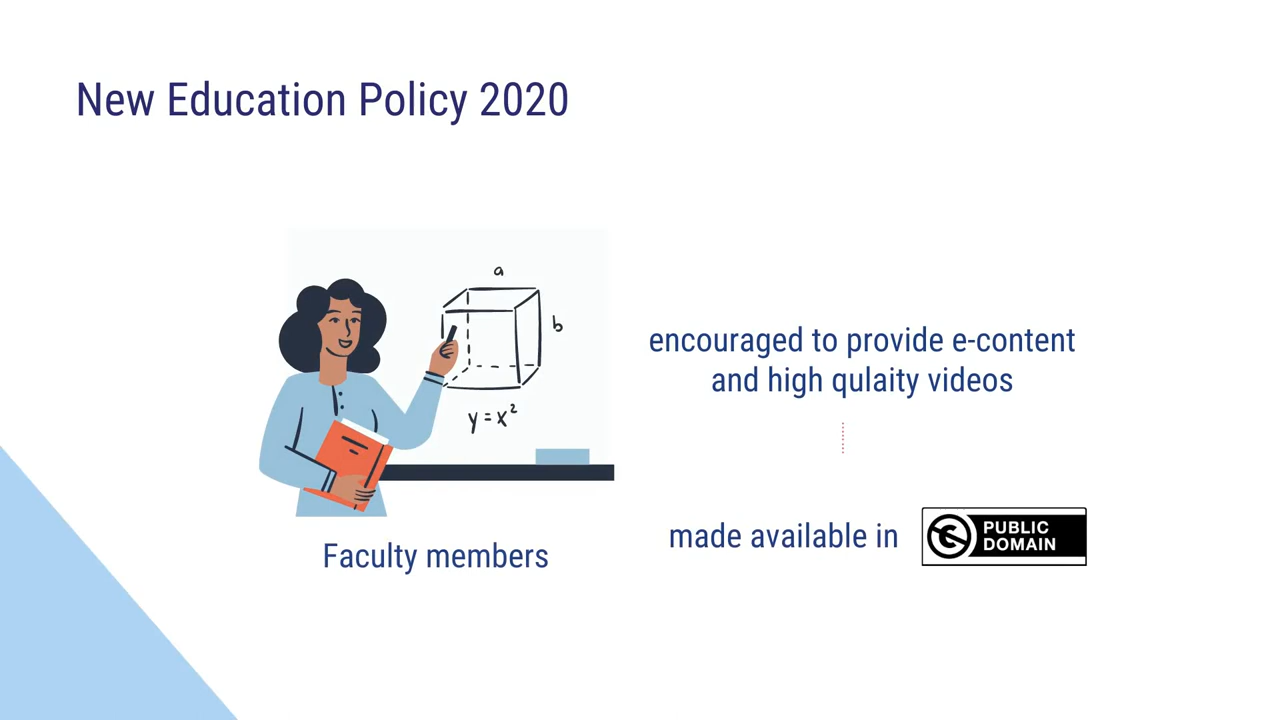 New Education Policy 2020
a
b
y = x²
Faculty members
encouraged to provide e-content
and high qulaity videos
made available in
PUBLIC
DOMAIN